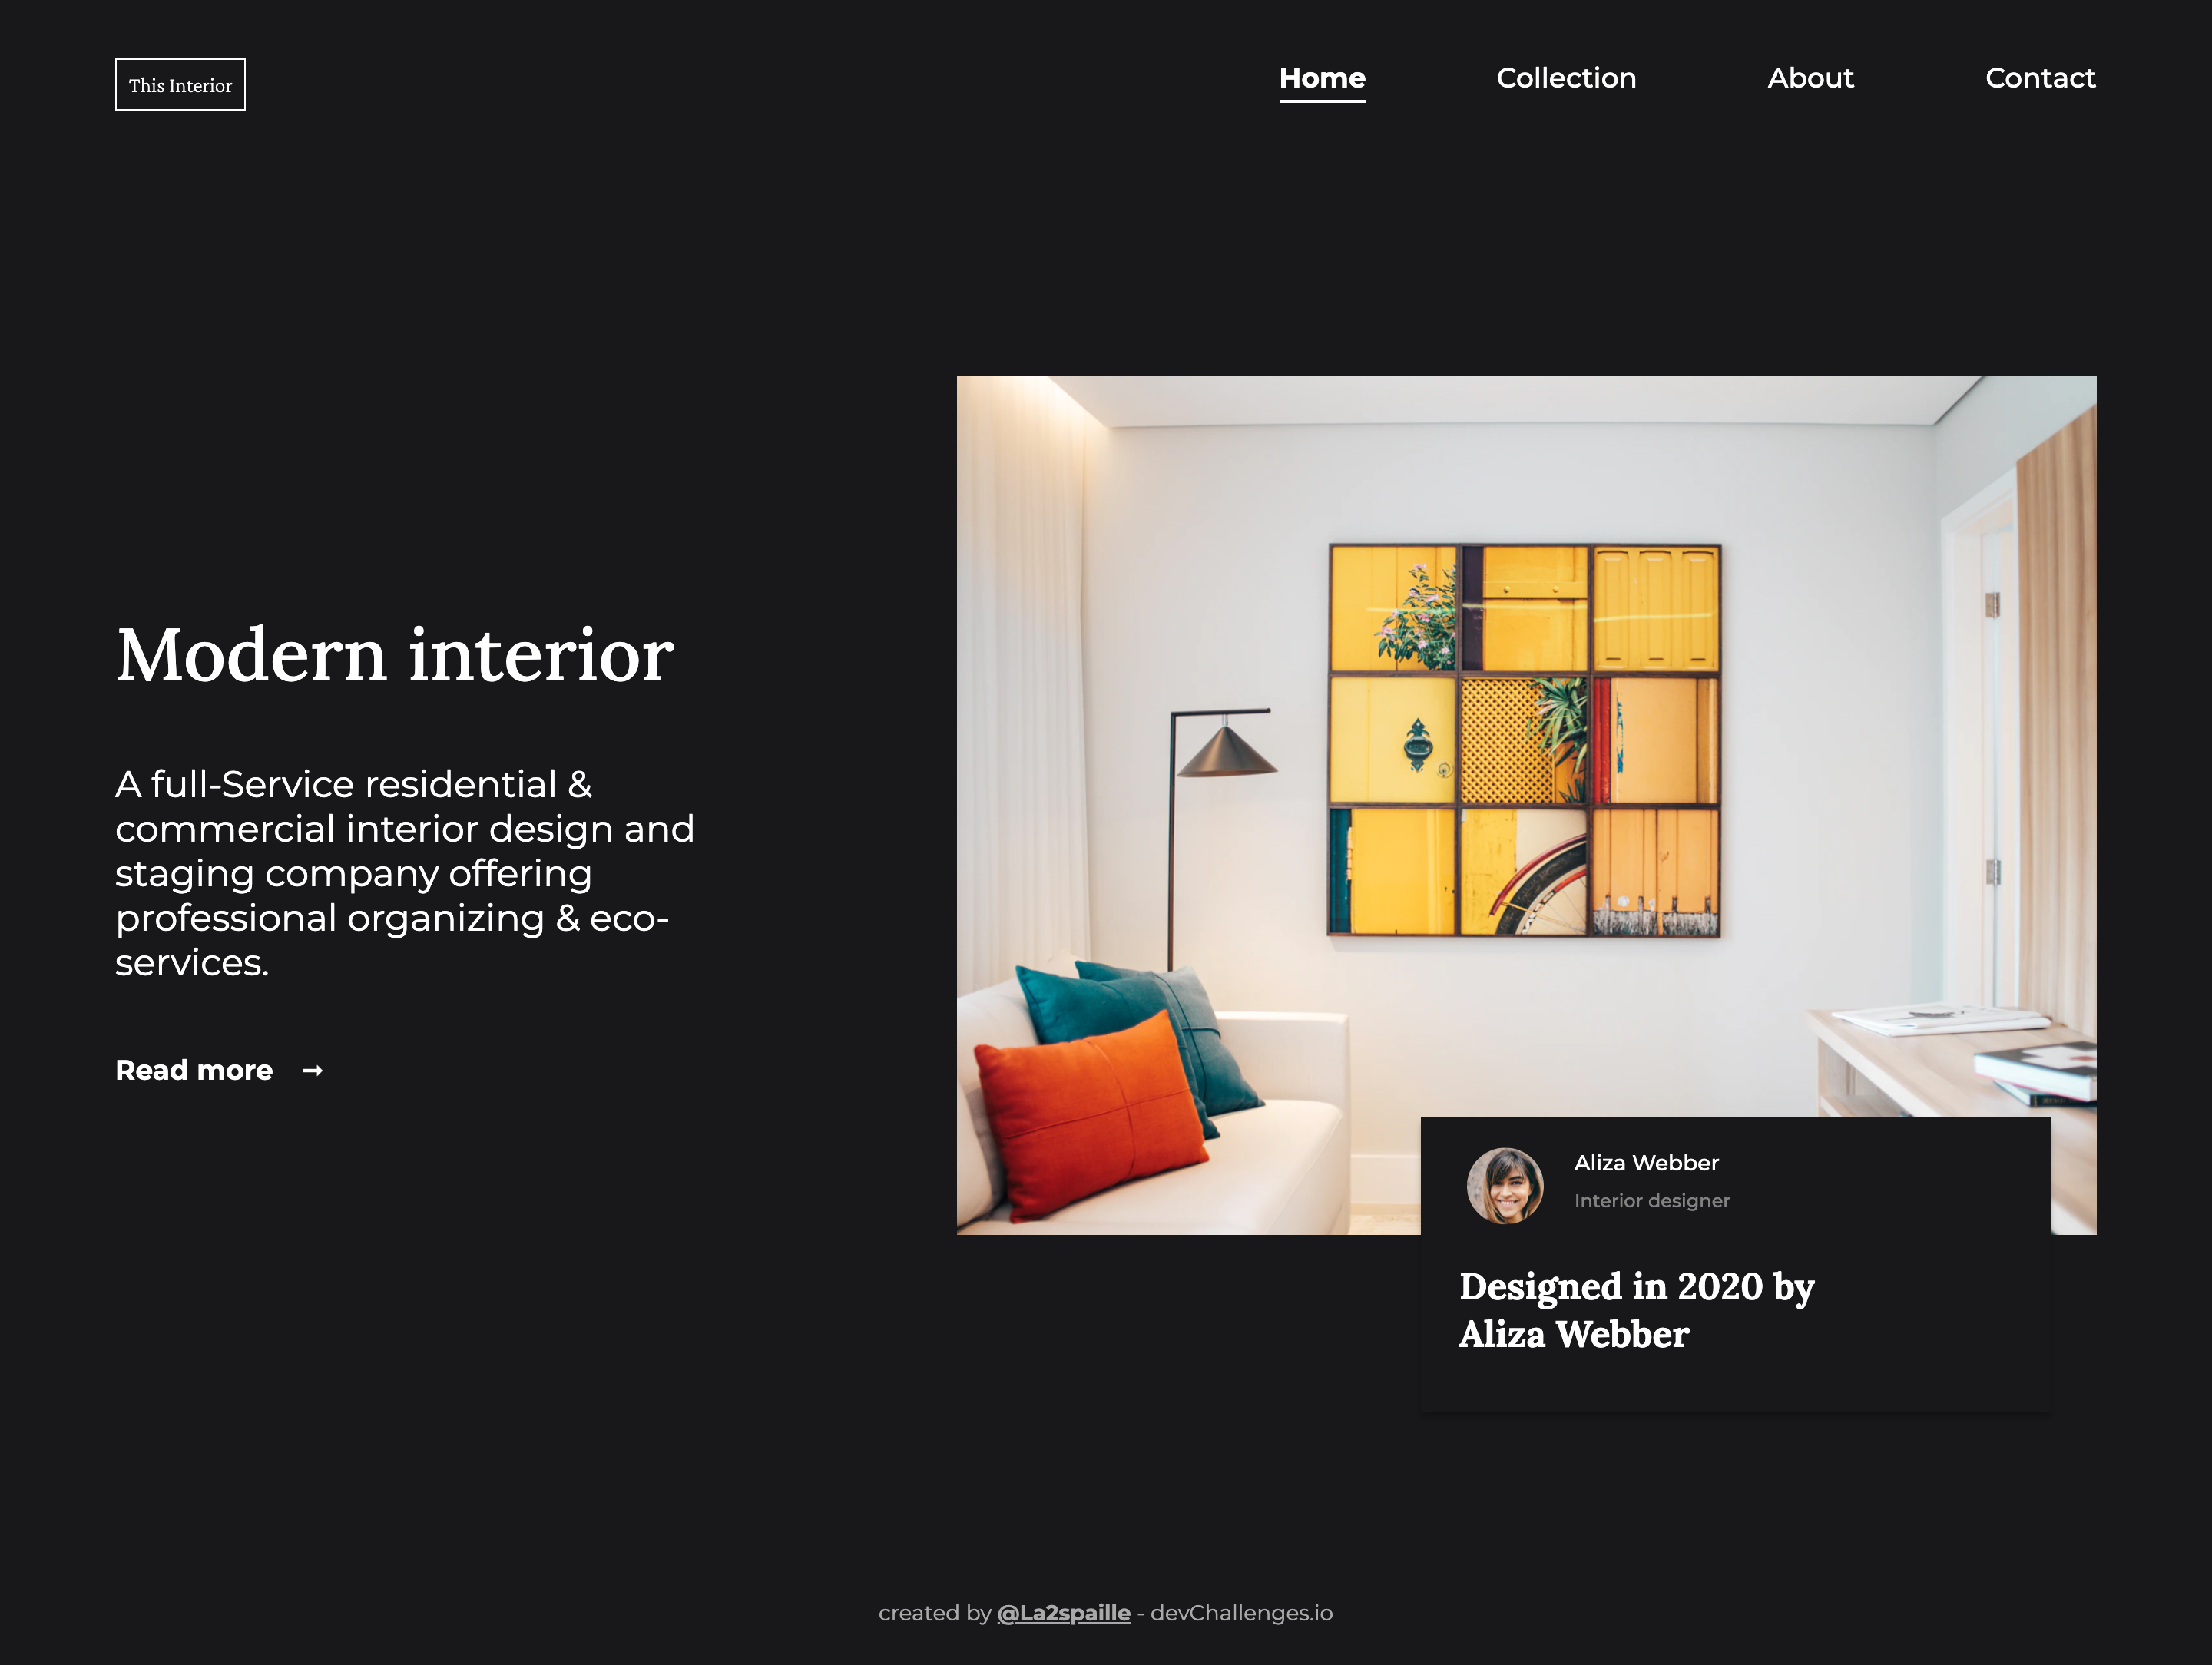 This Interior
Home
Collection
About
Contact
Modern interior
A full-Service residential &
commercial interior design and
staging company offering
professional organizing & eco-
services.
Read more →
Aliza Webber
Interior designer
Designed in 2020 by
Aliza Webber
created by @La2spaille - devChallenges.io